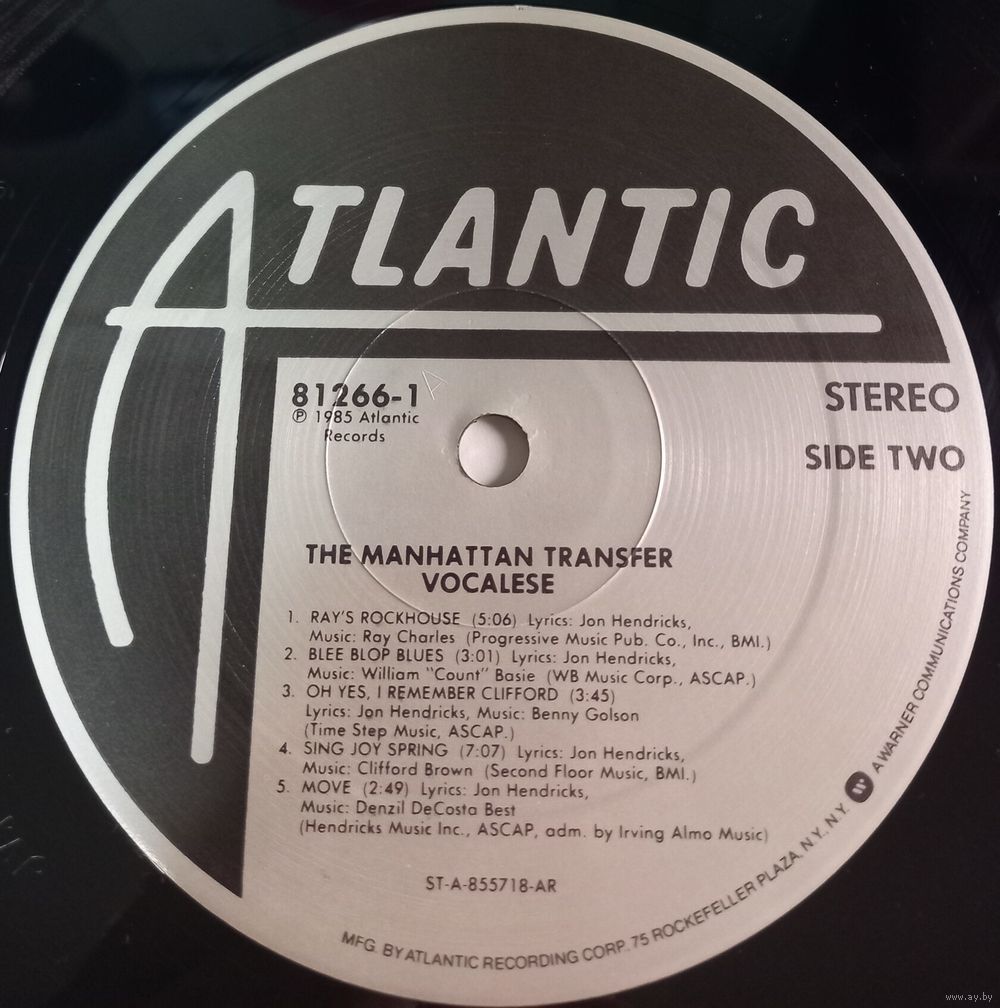 ATLANTIC
81266-1
℗ 1985 Atlantic
Records
STEREO
SIDE TWO
THE MANHATTAN TRANSFER
VOCALESE
1. RAY'S ROCKHOUSE (5:06) Lyrics: Jon Hendricks,
Music: Ray Charles (Progressive Music Pub. Co., Inc., BMI.)
2. BLEE BLOP BLUES (3:01) Lyrics: Jon Hendricks,
Music: William "Count" Basie (WB Music Corp., ASCAP.)
3. OH YES, I REMEMBER CLIFFORD (3:45)
Lyrics: Jon Hendricks, Music: Benny Golson
(Time Step Music, ASCAP.)
4. SING JOY SPRING (7:07) Lyrics: Jon Hendricks,
Music: Clifford Brown (Second Floor Music, BMI.)
5. MOVE (2:49) Lyrics: Jon Hendricks,
Music: Denzil DeCosta Best
(Hendricks Music Inc., ASCAP, adm. by Irving Almo Music)
ST-A-855718-AR
MFG. BY ATLANTIC RECORDING CORP. 75 ROCKEFELLER PLAZA, N.Y., N.Y. A WARNER COMMUNICATIONS COMPANY
www.ay.by